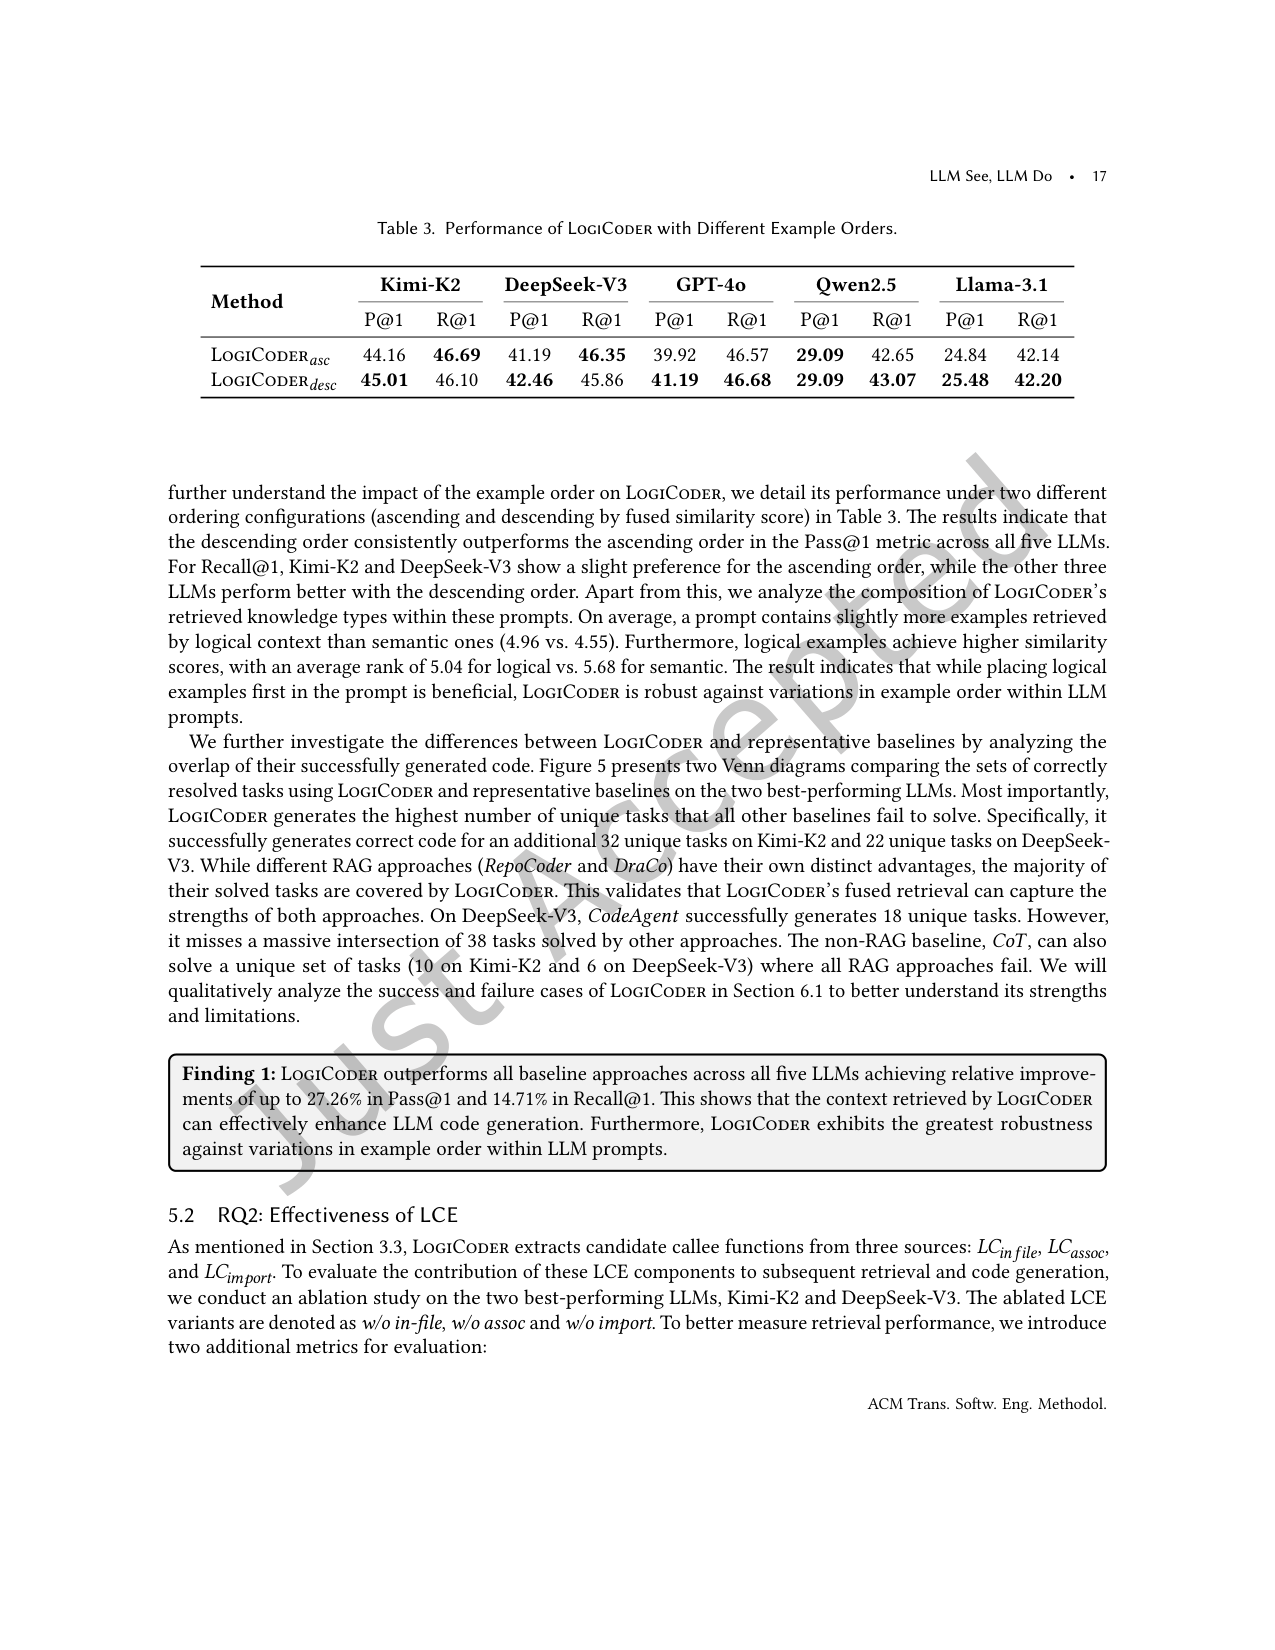 LLM See, LLM Do • 17
Table 3. Performance of LOGICODER with Different Example Orders.
Method Kimi-K2 DeepSeek-V3 GPT-4o Qwen2.5 Llama-3.1
P@1 R@1 P@1 R@1 P@1 R@1 P@1 R@1 P@1 R@1
LOGICODERasc 44.16 46.69 41.19 46.35 39.92 46.57 29.09 42.65 24.84 42.14
LOGICODERdesc 45.01 46.10 42.46 45.86 41.19 46.68 29.09 43.07 25.48 42.20
further understand the impact of the example order on LOGICODER, we detail its performance under two different
ordering configurations (ascending and descending by fused similarity score) in Table 3. The results indicate that
the descending order consistently outperforms the ascending order in the Pass@1 metric across all five LLMs.
For Recall@1, Kimi-K2 and DeepSeek-V3 show a slight preference for the ascending order, while the other three
LLMs perform better with the descending order. Apart from this, we analyze the composition of LOGICODER's
retrieved knowledge types within these prompts. On average, a prompt contains slightly more examples retrieved
by logical context than semantic ones (4.96 vs. 4.55). Furthermore, logical examples achieve higher similarity
scores, with an average rank of 5.04 for logical vs. 5.68 for semantic. The result indicates that while placing logical
examples first in the prompt is beneficial, LOGICODER is robust against variations in example order within LLM
prompts.
We further investigate the differences between LOGICODER and representative baselines by analyzing the
overlap of their successfully generated code. Figure 5 presents two Venn diagrams comparing the sets of correctly
resolved tasks using LOGICODER and representative baselines on the two best-performing LLMs. Most importantly,
LOGICODER generates the highest number of unique tasks that all other baselines fail to solve. Specifically, it
successfully generates correct code for an additional 32 unique tasks on Kimi-K2 and 22 unique tasks on DeepSeek-
V3. While different RAG approaches (RepoCoder and DraCo) have their own distinct advantages, the majority of
their solved tasks are covered by LOGICODER. This validates that LOGICODER's fused retrieval can capture the
strengths of both approaches. On DeepSeek-V3, CodeAgent successfully generates 18 unique tasks. However,
it misses a massive intersection of 38 tasks solved by other approaches. The non-RAG baseline, CoT, can also
solve a unique set of tasks (10 on Kimi-K2 and 6 on DeepSeek-V3) where all RAG approaches fail. We will
qualitatively analyze the success and failure cases of LOGICODER in Section 6.1 to better understand its strengths
and limitations.
Finding 1: LOGICODER outperforms all baseline approaches across all five LLMs achieving relative improve-
ments of up to 27.26% in Pass@1 and 14.71% in Recall@1. This shows that the context retrieved by LOGICODER
can effectively enhance LLM code generation. Furthermore, LOGICODER exhibits the greatest robustness
against variations in example order within LLM prompts.
5.2 RQ2: Effectiveness of LCE
As mentioned in Section 3.3, LOGICODER extracts candidate callee functions from three sources: LCinfile, LCassoc,
and LCimport. To evaluate the contribution of these LCE components to subsequent retrieval and code generation,
we conduct an ablation study on the two best-performing LLMs, Kimi-K2 and DeepSeek-V3. The ablated LCE
variants are denoted as w/o in-file, w/o assoc and w/o import. To better measure retrieval performance, we introduce
two additional metrics for evaluation:
ACM Trans. Softw. Eng. Methodol.
Just Accepted